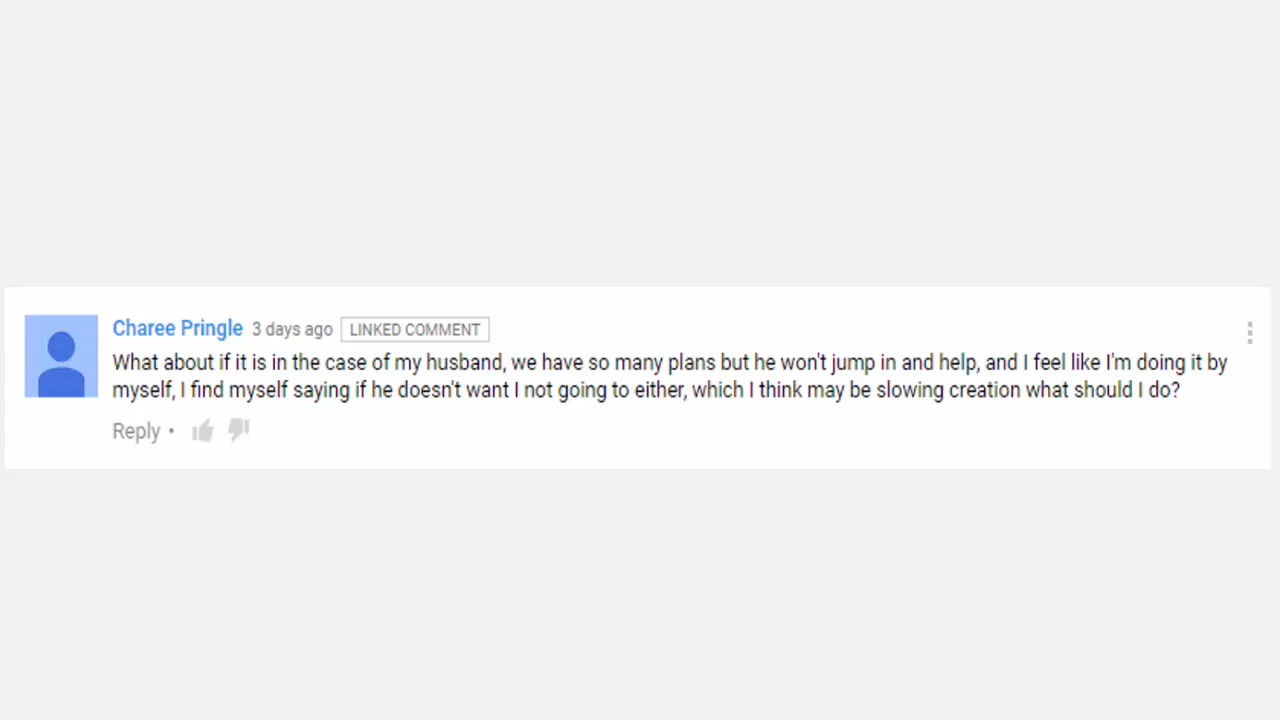 Charee Pringle 3 days ago LINKED COMMENT
What about if it is in the case of my husband, we have so many plans but he won't jump in and help, and I feel like I'm doing it by
myself, I find myself saying if he doesn't want I not going to either, which I think may be slowing creation what should I do?
Reply •